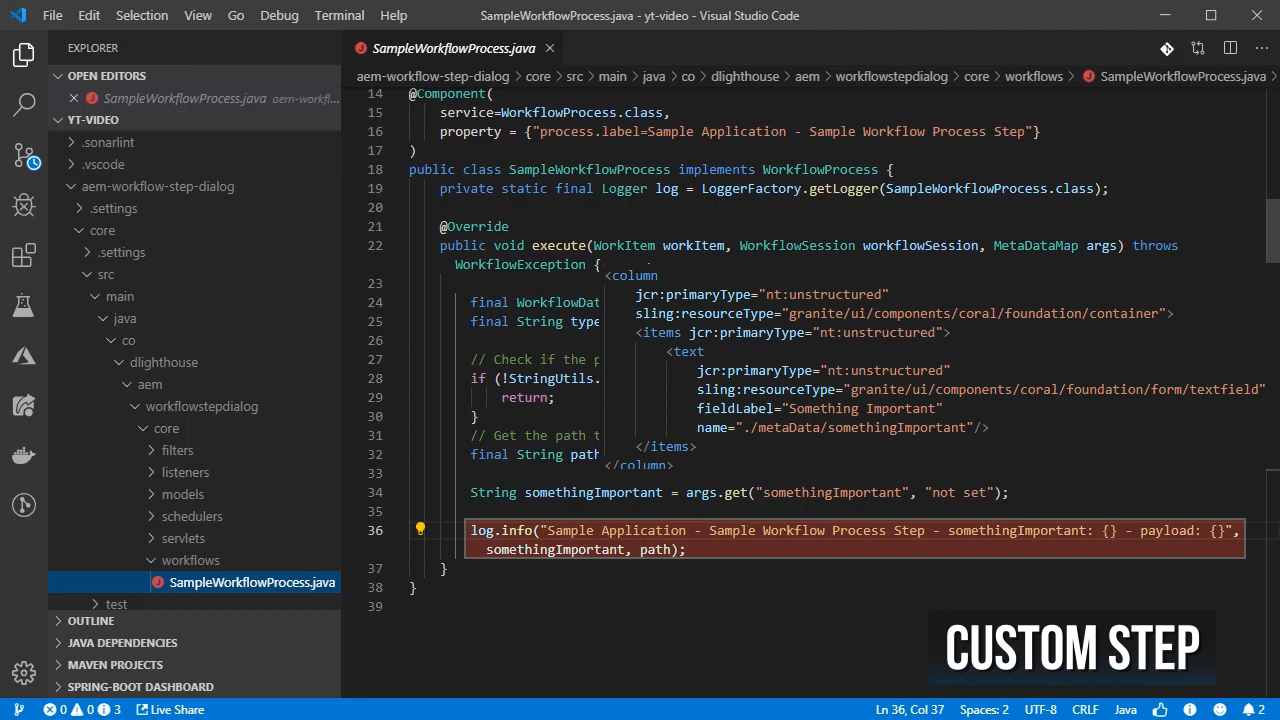 File Edit Selection View Go Debug Terminal Help
SampleWorkflowProcess.java - yt-video - Visual Studio Code
EXPLORER
OPEN EDITORS
SampleWorkflowProcess.java aem-workfl...
YT-VIDEO
.sonarlint
.vscode
aem-workflow-step-dialog
.settings
core
.settings
src
main
java
co
dlighthouse
aem
workflowstepdialog
core
filters
listeners
models
schedulers
servlets
workflows
SampleWorkflowProcess.java
test
OUTLINE
JAVA DEPENDENCIES
MAVEN PROJECTS
SPRING-BOOT DASHBOARD
SampleWorkflowProcess.java
aem-workflow-step-dialog > core > src > main > java > co > dlighthouse > aem > workflowstepdialog > core > workflows > SampleWorkflowProcess.java >
14 @Component(
15 service=WorkflowProcess.class,
16 property = {"process.label=Sample Application - Sample Workflow Process Step"}
17 )
18 public class SampleWorkflowProcess implements WorkflowProcess {
19 private static final Logger log = LoggerFactory.getLogger(SampleWorkflowProcess.class);
20
21 @Override
22 public void execute(WorkItem workItem, WorkflowSession workflowSession, MetaDataMap args) throws
WorkflowException {
23
24 final WorkflowDat
25 final String type
26
27 // Check if the p
28 if (!StringUtils.
29 return;
30 }
31 // Get the path t
32 final String path
33
34 String somethingImportant = args.get("somethingImportant", "not set");
35
36 log.info("Sample Application - Sample Workflow Process Step - somethingImportant: {} - payload: {}",
somethingImportant, path);
37 }
38 }
39
<column
jcr:primaryType="nt:unstructured"
sling:resourceType="granite/ui/components/coral/foundation/container">
<items jcr:primaryType="nt:unstructured">
<text
jcr:primaryType="nt:unstructured"
sling:resourceType="granite/ui/components/coral/foundation/form/textfield"
fieldLabel="Something Important"
name="./metaData/somethingImportant"/>
</items>
</column>
CUSTOM STEP
0 0 3 Live Share
Ln 36, Col 37 Spaces: 2 UTF-8 CRLF Java 2